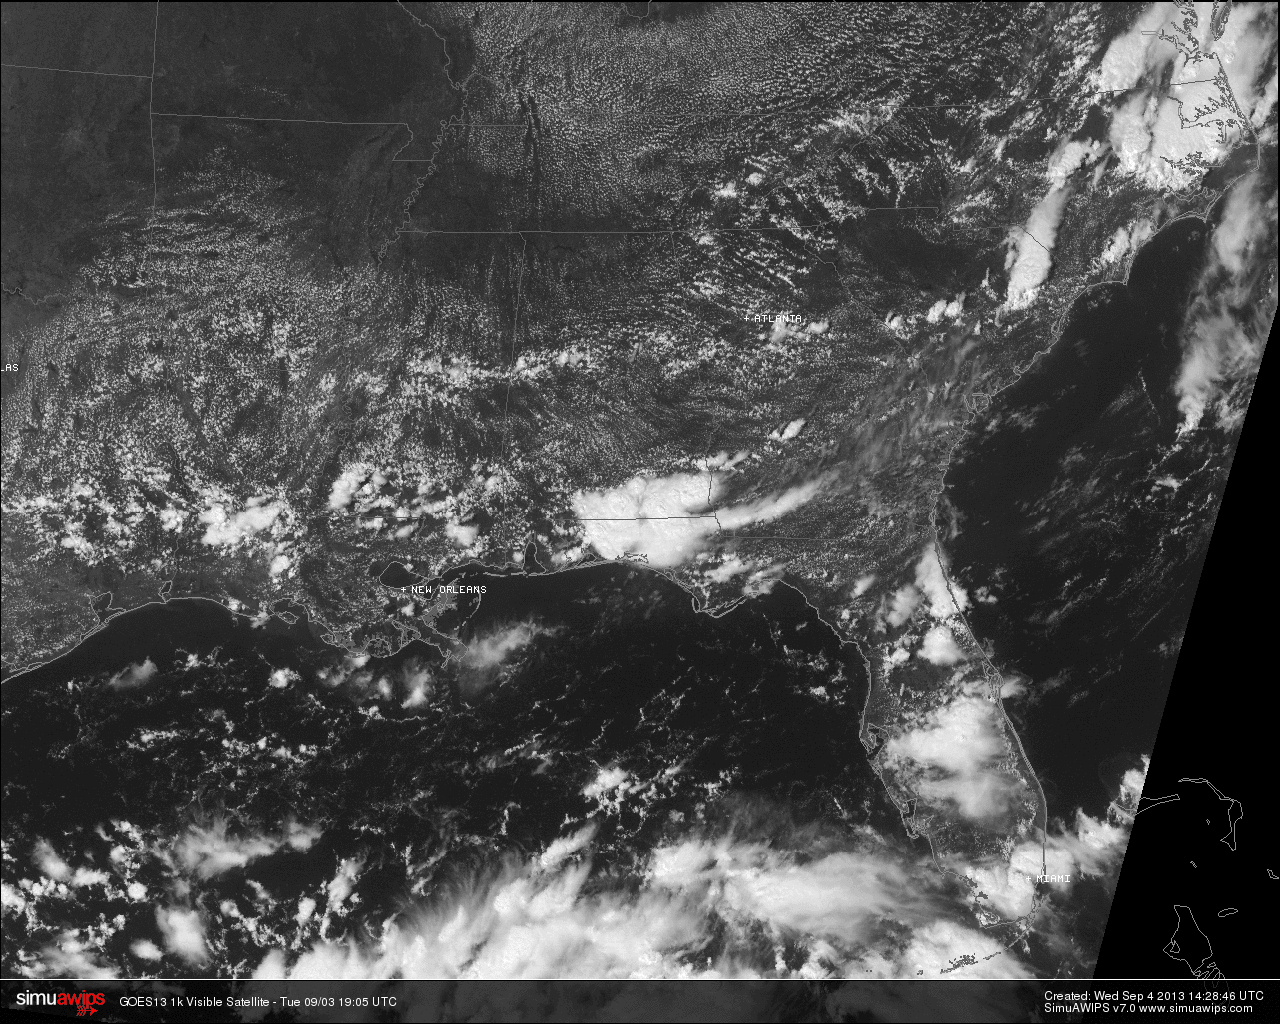 + ATLANTA
LAS
+ NEW ORLEANS
+ MIAMI
simuawips
GOES13 1k Visible Satellite - Tue 09/03 19:05 UTC
Created: Wed Sep 4 2013 14:28:46 UTC
SimuAWIPS v7.0 www.simuawips.com